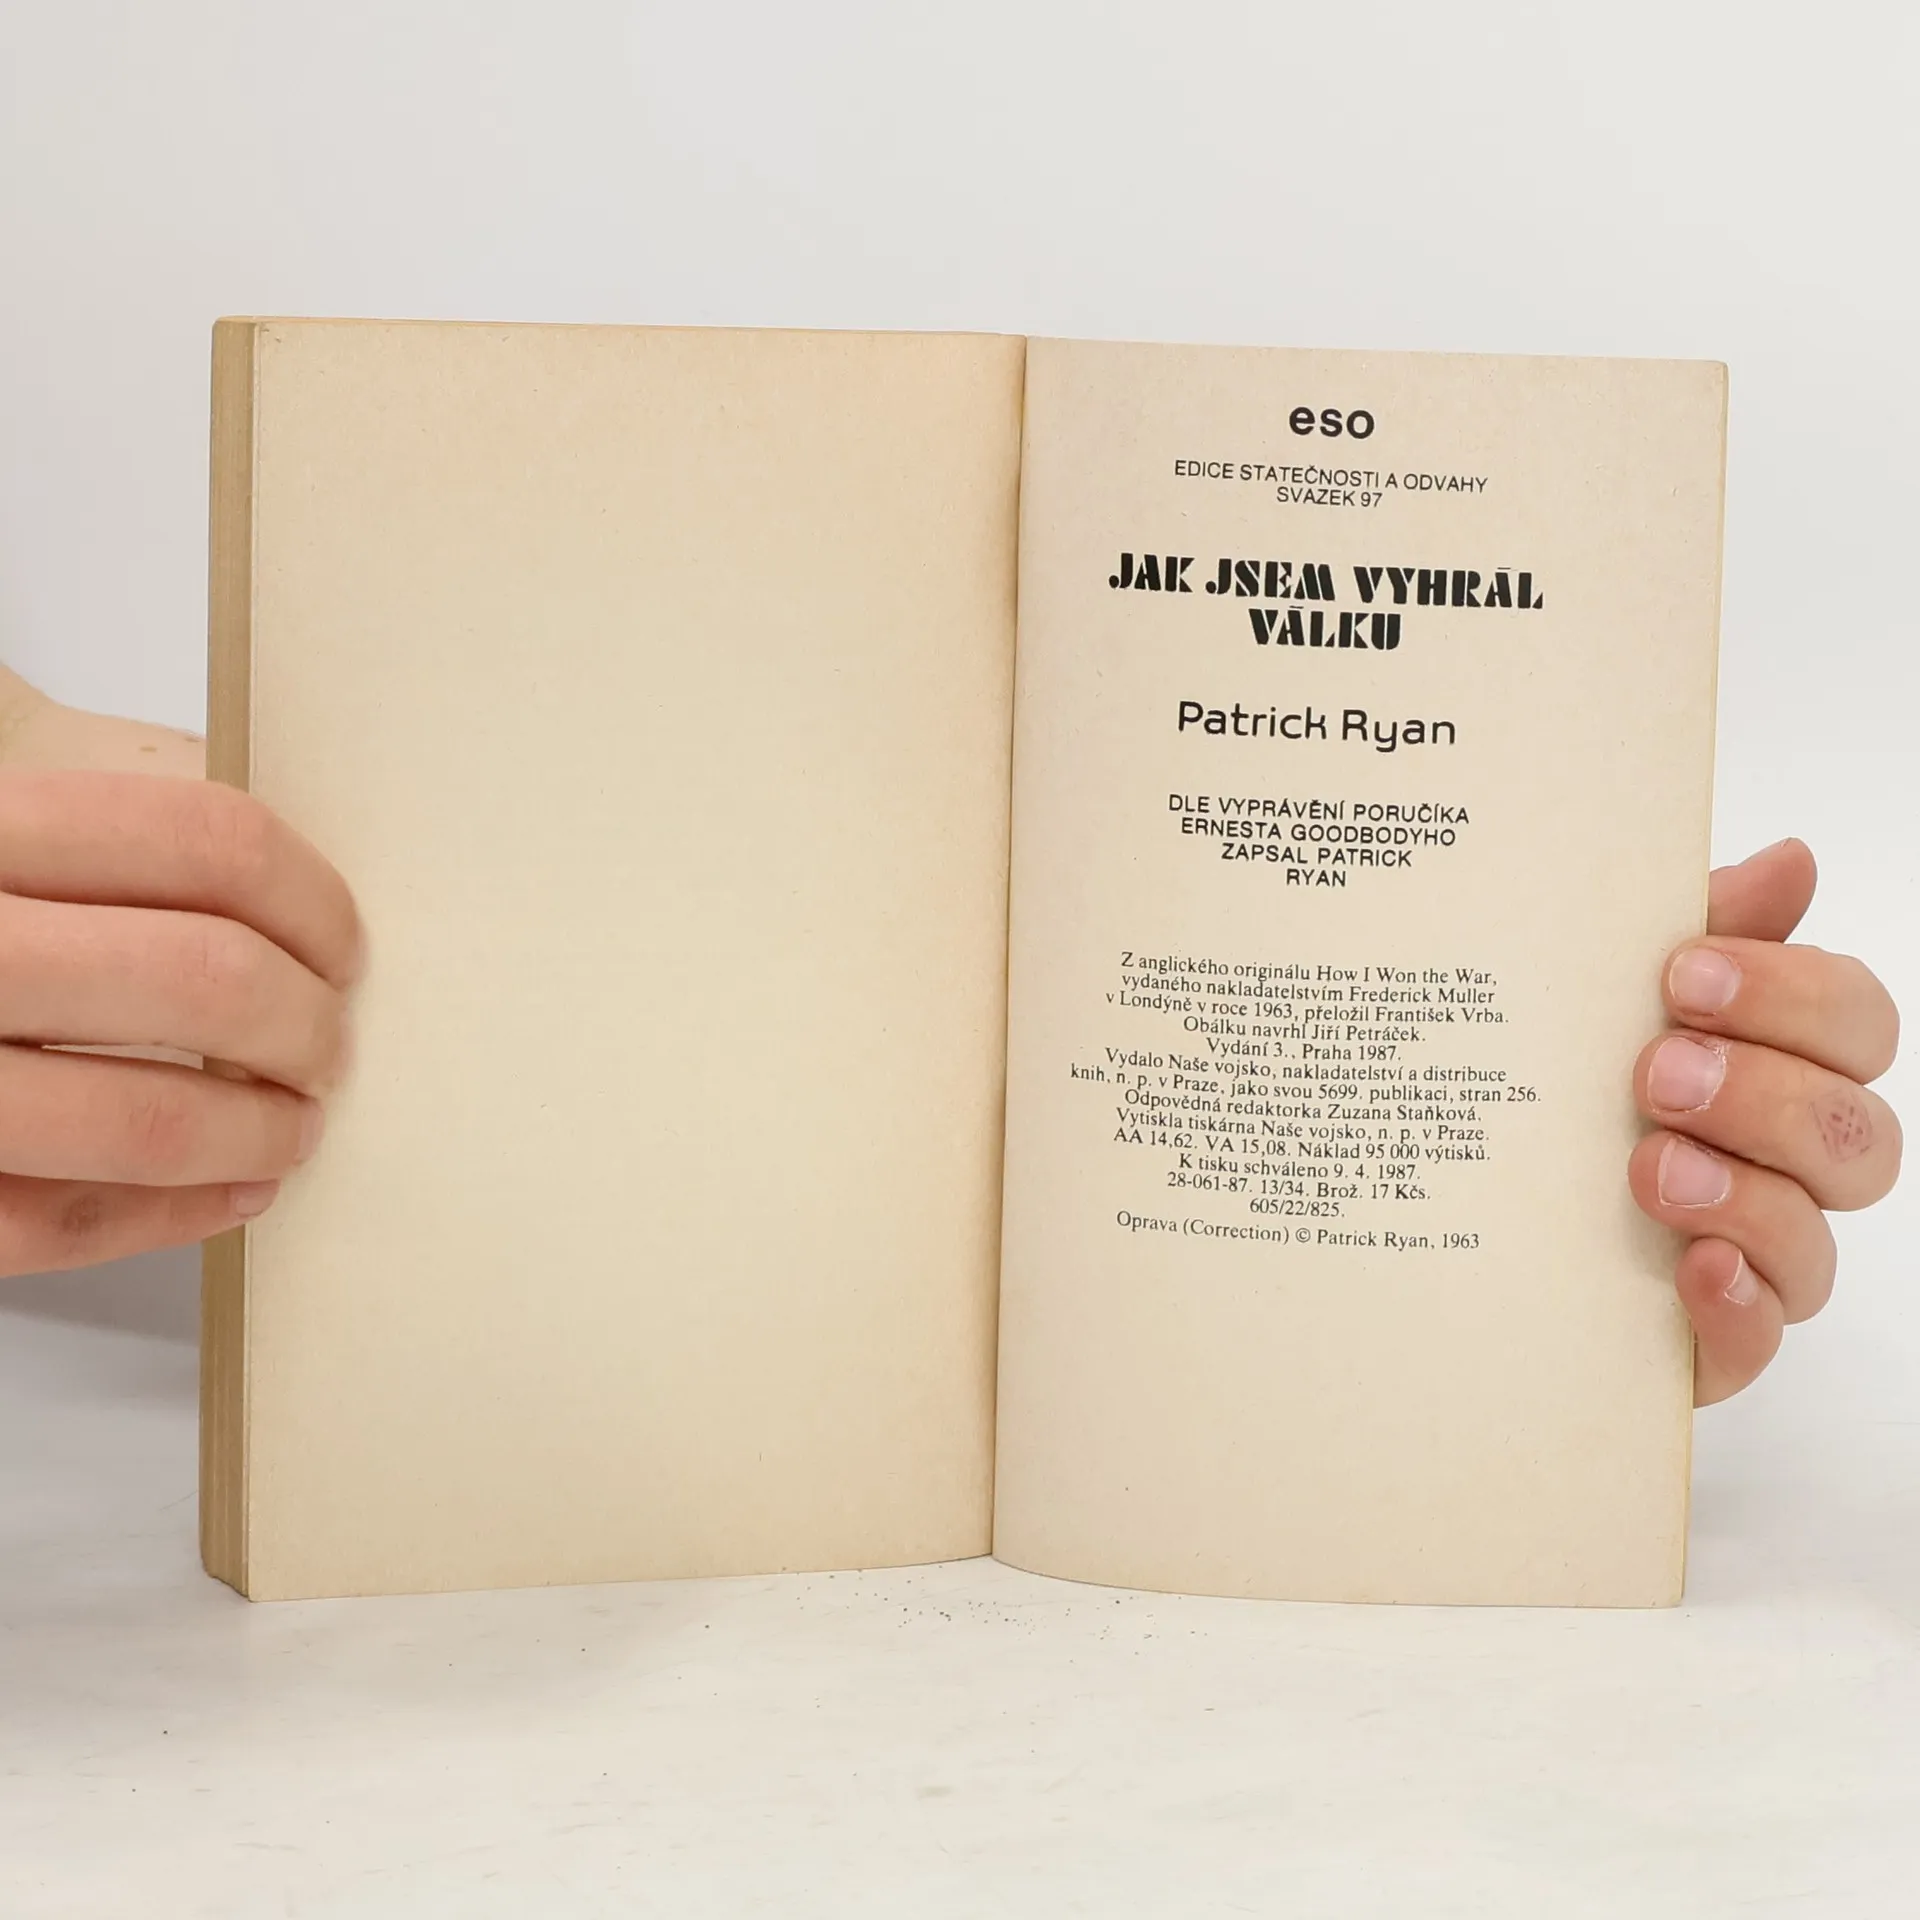 eso
EDICE STATEČNOSTI A ODVAHY
SVAZEK 97
JAK JSEM VYHRÁL
VÁLKU
Patrick Ryan
DLE VYPRÁVĚNÍ PORUČÍKA
ERNESTA GOODBODYHO
ZAPSAL PATRICK
RYAN
Z anglického originálu How I Won the War,
vydaného nakladatelstvím Frederick Muller
v Londýně v roce 1963, přeložil František Vrba.
Obálku navrhl Jiří Petráček.
Vydání 3., Praha 1987.
Vydalo Naše vojsko, nakladatelství a distribuce
knih, n. p. v Praze, jako svou 5699. publikaci, stran 256.
Odpovědná redaktorka Zuzana Staňková.
Vytiskla tiskárna Naše vojsko, n. p. v Praze.
AA 14,62. VA 15,08. Náklad 95 000 výtisků.
K tisku schváleno 9. 4. 1987.
28-061-87. 13/34. Brož. 17 Kčs.
605/22/825.
Oprava (Correction) © Patrick Ryan, 1963